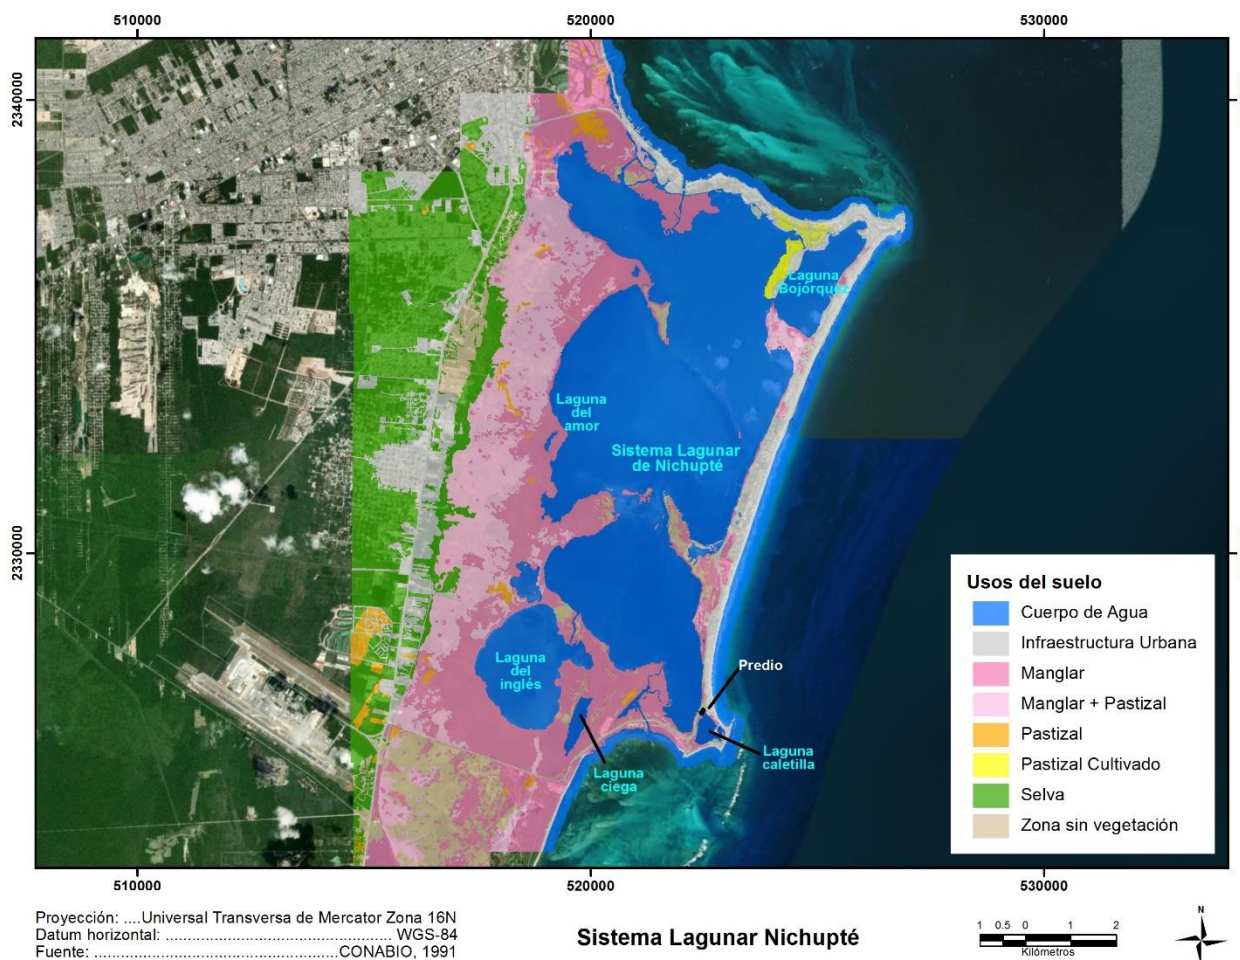 510000
520000
530000
2340000
2330000
Laguna
Bojórquez
Laguna
del
amor
Sistema Lagunar
de Nichupté
Laguna
del
inglés
Predio
Laguna
caletilla
Laguna
ciega
Usos del suelo
Cuerpo de Agua
Infraestructura Urbana
Manglar
Manglar + Pastizal
Pastizal
Pastizal Cultivado
Selva
Zona sin vegetación
510000
520000
530000
Proyección: ....Universal Transversa de Mercator Zona 16N
Datum horizontal: ................................................ WGS-84
Fuente: ..................................................CONABIO, 1991
Sistema Lagunar Nichupté
1 0.5 0 1 2
Kilómetros
N